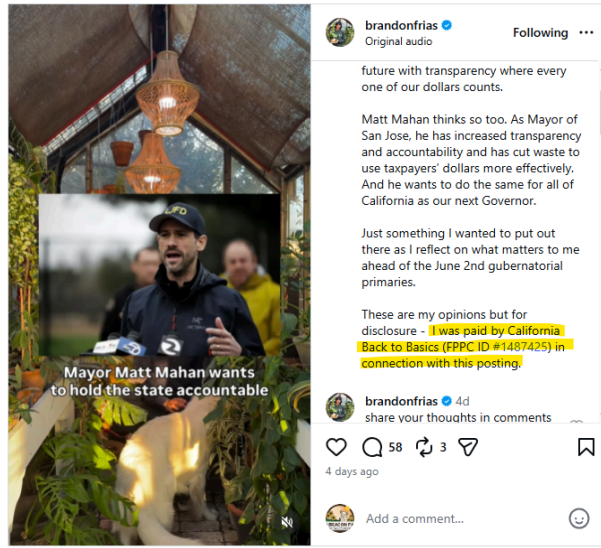 brandonfrias
Original audio
Following
future with transparency where every
one of our dollars counts.
Matt Mahan thinks so too. As Mayor of
San Jose, he has increased transparency
and accountability and has cut waste to
use taxpayers' dollars more effectively.
And he wants to do the same for all of
California as our next Governor.
Just something I wanted to put out
there as I reflect on what matters to me
ahead of the June 2nd gubernatorial
primaries.
These are my opinions but for
disclosure - I was paid by California
Back to Basics (FPPC ID #1487425) in
connection with this posting.
brandonfrias 4d
share your thoughts in comments
58
3
4 days ago
Add a comment...
Mayor Matt Mahan wants
to hold the state accountable